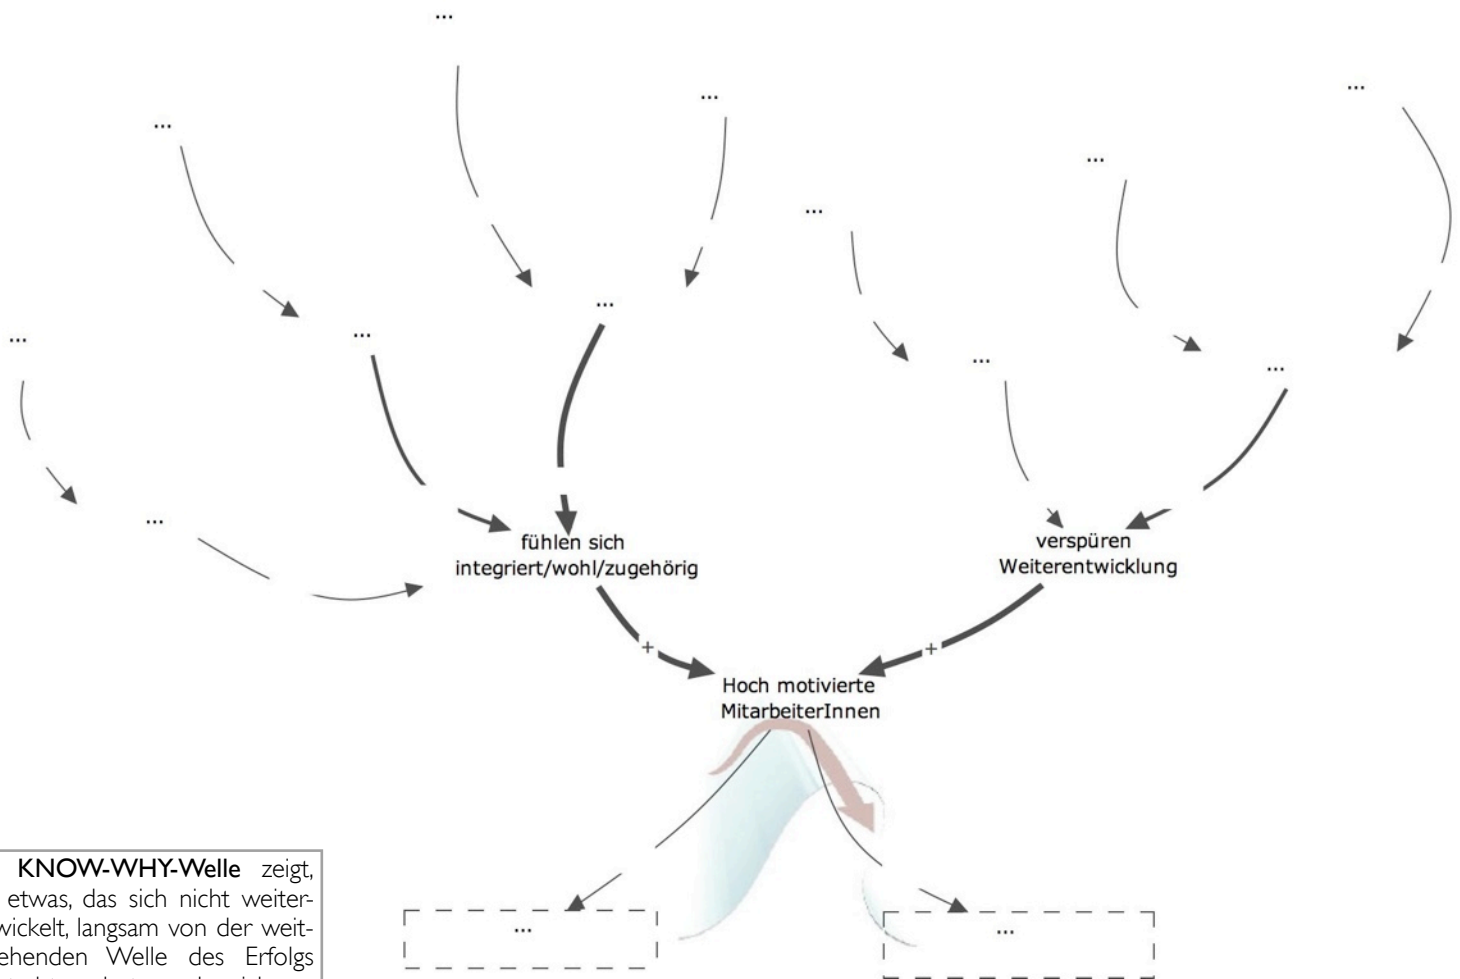 ...
...
...
...
...
...
...
...
...
...
...
...
...
fühlen sich
integriert/wohl/zugehörig
verspüren
Weiterentwicklung
+
+
Hoch motivierte
MitarbeiterInnen
KNOW-WHY-Welle zeigt,
etwas, das sich nicht weiter-
wickelt, langsam von der weit-
ehenden Welle des Erfolgs
...
...